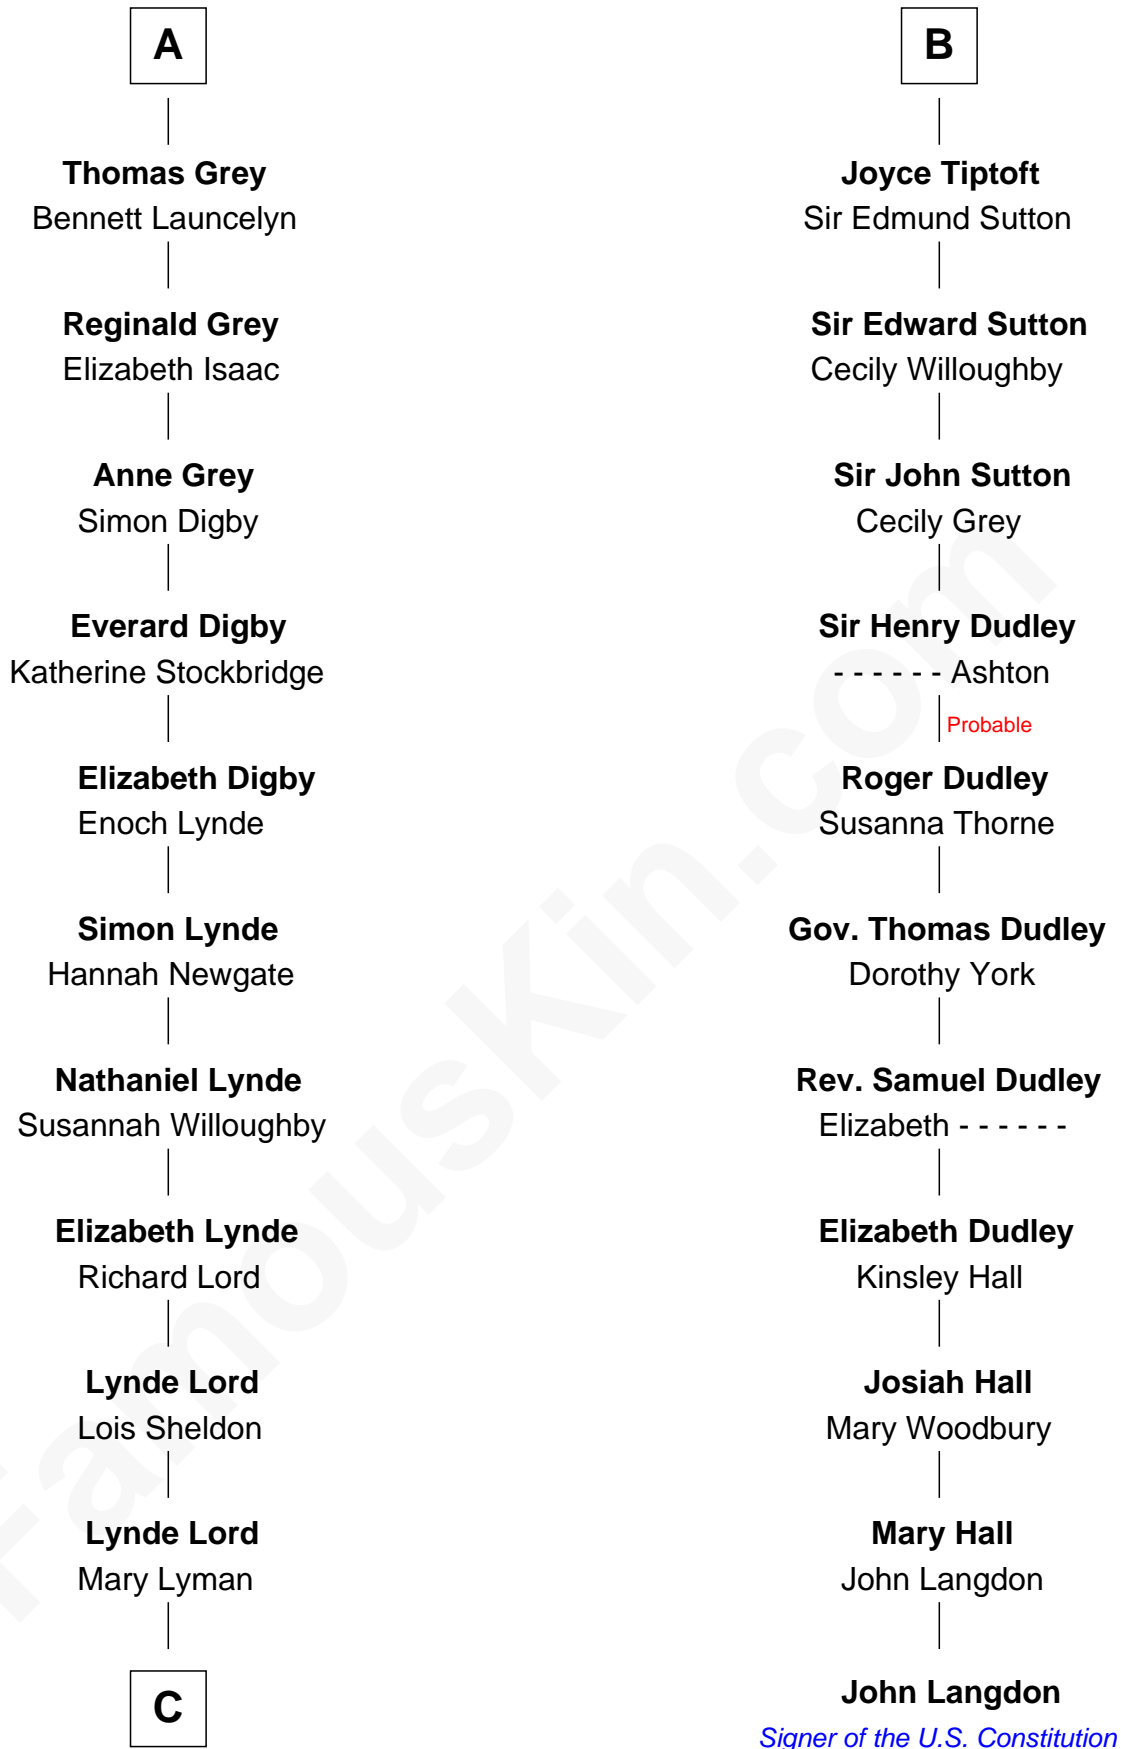 A
Thomas Grey
Bennett Launcelyn
Reginald Grey
Elizabeth Isaac
Anne Grey
Simon Digby
Everard Digby
Katherine Stockbridge
Elizabeth Digby
Enoch Lynde
Simon Lynde
Hannah Newgate
Nathaniel Lynde
Susannah Willoughby
Elizabeth Lynde
Richard Lord
Lynde Lord
Lois Sheldon
Lynde Lord
Mary Lyman
C
B
Joyce Tiptoft
Sir Edmund Sutton
Sir Edward Sutton
Cecily Willoughby
Sir John Sutton
Cecily Grey
Sir Henry Dudley
- - - - - - Ashton
Probable
Roger Dudley
Susanna Thorne
Gov. Thomas Dudley
Dorothy York
Rev. Samuel Dudley
Elizabeth - - - - - -
Elizabeth Dudley
Kinsley Hall
Josiah Hall
Mary Woodbury
Mary Hall
John Langdon
John Langdon
Signer of the U.S. Constitution
FamousKin.com